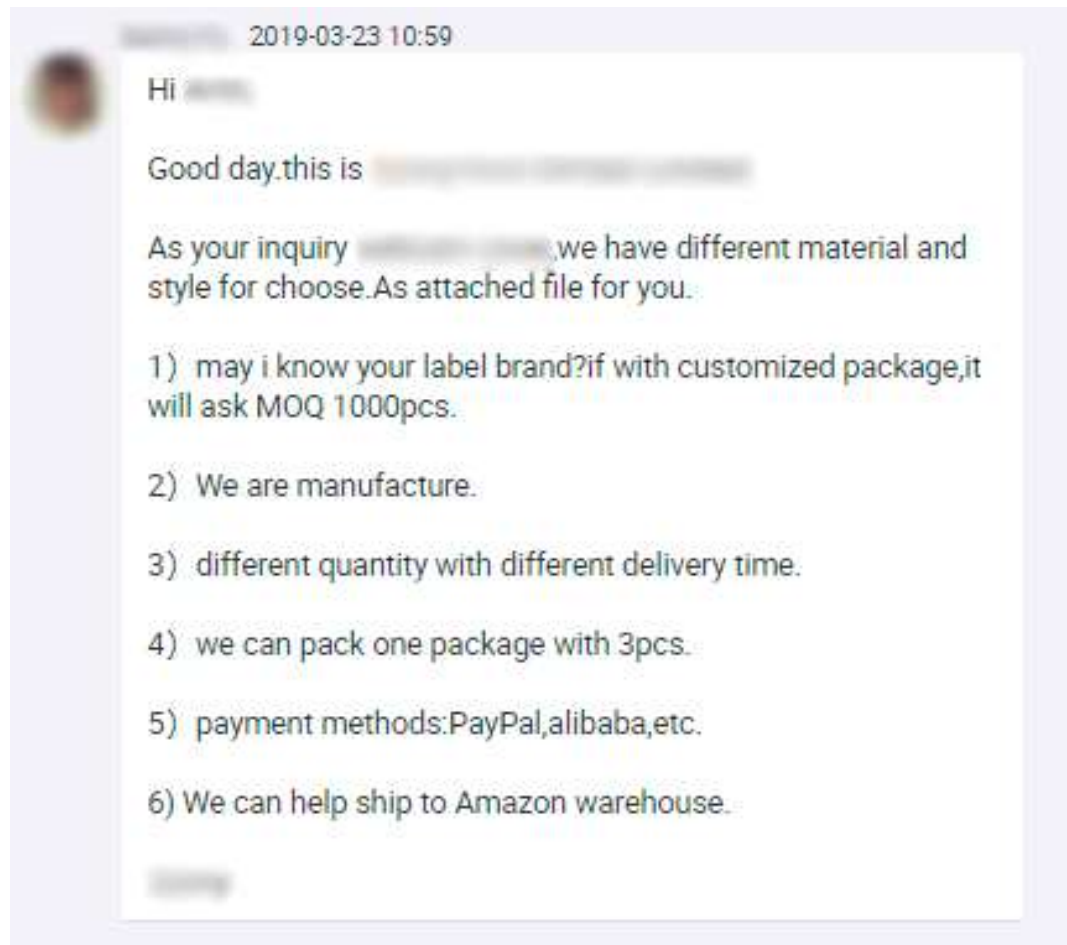 2019-03-23 10:59
Hi
Good day.this is
As your inquiry ,we have different material and
style for choose.As attached file for you.
1）may i know your label brand?if with customized package,it
will ask MOQ 1000pcs.
2）We are manufacture.
3）different quantity with different delivery time.
4）we can pack one package with 3pcs.
5）payment methods:PayPal,alibaba,etc.
6) We can help ship to Amazon warehouse.